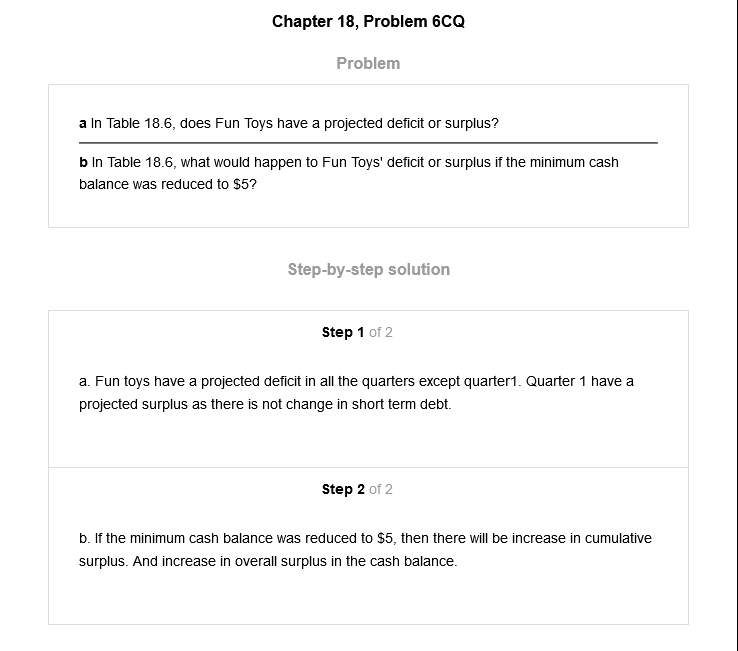 Chapter 18, Problem 6CQ
Problem
a In Table 18.6, does Fun Toys have a projected deficit or surplus?
b In Table 18.6, what would happen to Fun Toys' deficit or surplus if the minimum cash
balance was reduced to $5?
Step-by-step solution
Step 1 of 2
a. Fun toys have a projected deficit in all the quarters except quarter1. Quarter 1 have a
projected surplus as there is not change in short term debt.
Step 2 of 2
b. If the minimum cash balance was reduced to $5, then there will be increase in cumulative
surplus. And increase in overall surplus in the cash balance.